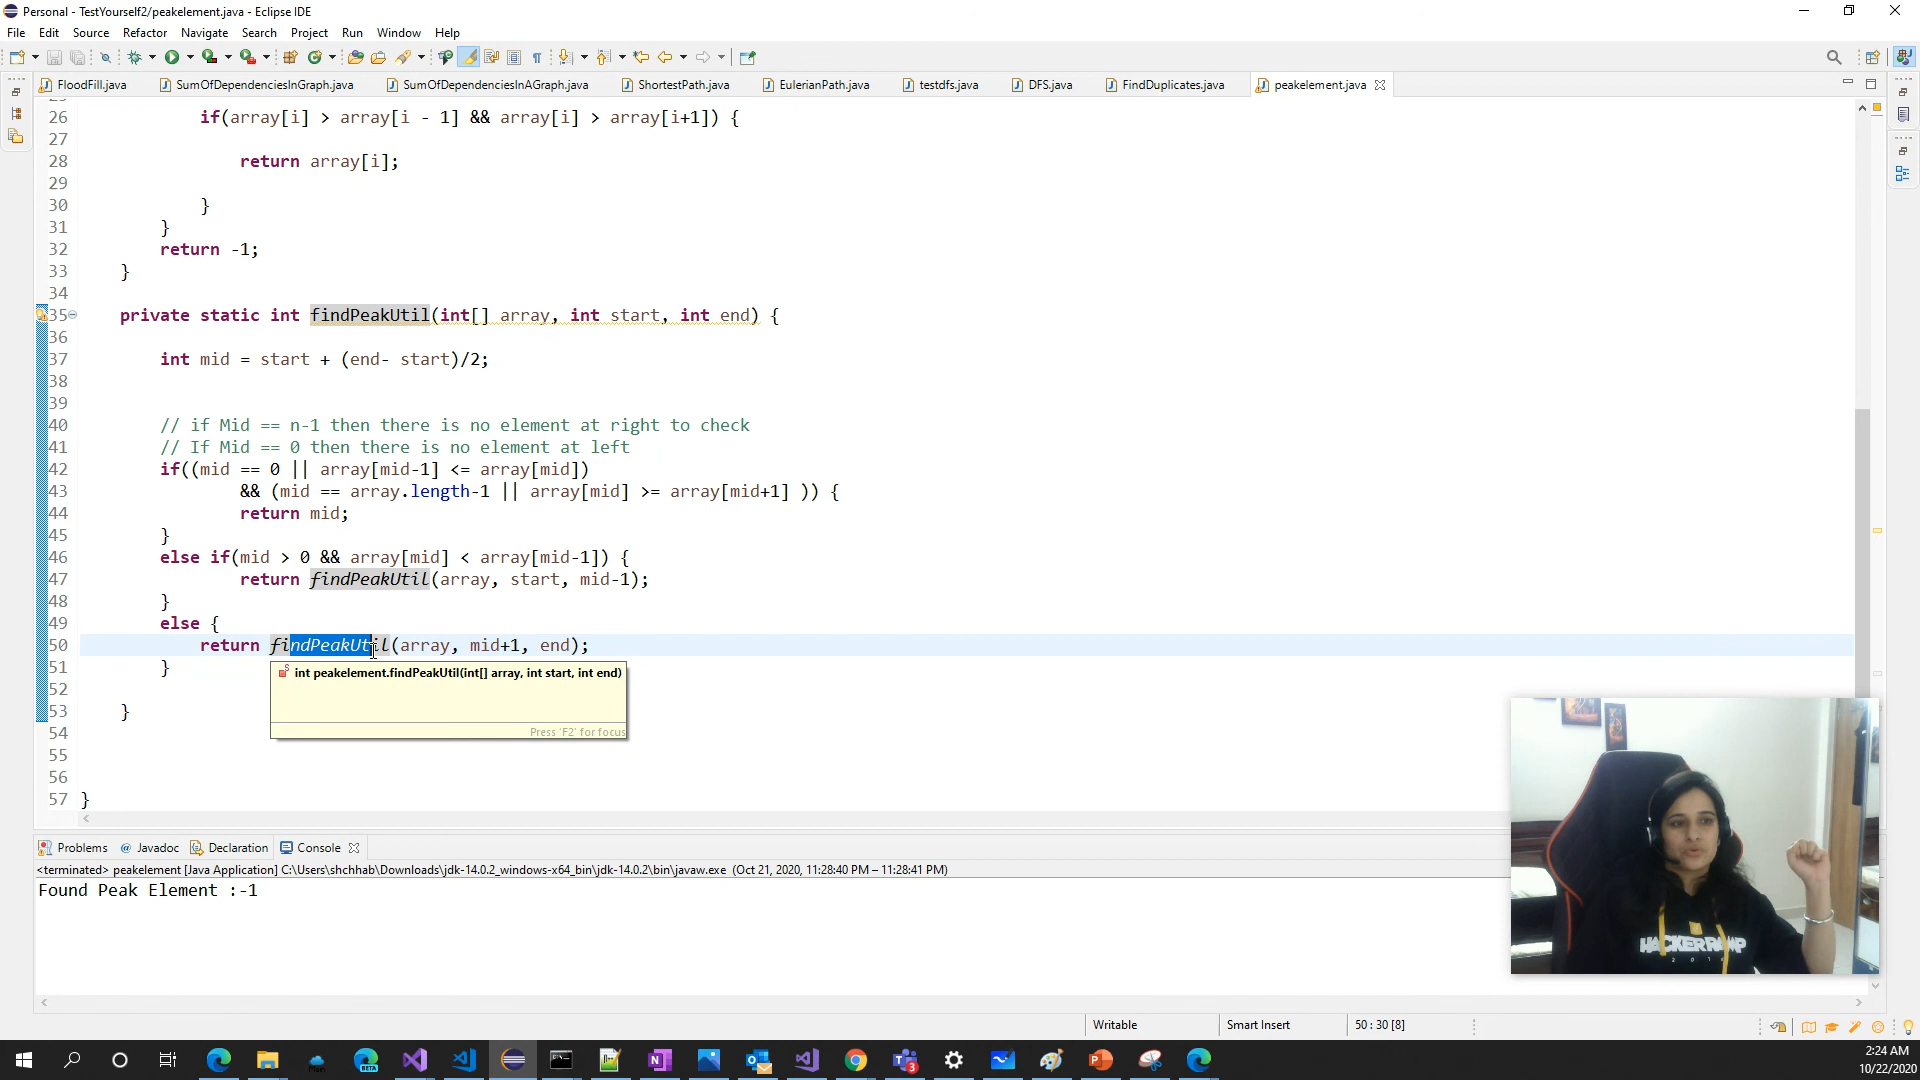 Personal - TestYourself2/peakelement.java - Eclipse IDE
File Edit Source Refactor Navigate Search Project Run Window Help
FloodFill.java SumOfDependenciesInGraph.java SumOfDependenciesInAGraph.java ShortestPath.java EulerianPath.java testdfs.java DFS.java FindDuplicates.java peakelement.java
26 if(array[i] > array[i - 1] && array[i] > array[i+1]) {
27
28 return array[i];
29
30 }
31 }
32 return -1;
33 }
34
35 private static int findPeakUtil(int[] array, int start, int end) {
36
37 int mid = start + (end- start)/2;
38
39
40 // if Mid == n-1 then there is no element at right to check
41 // If Mid == 0 then there is no element at left
42 if((mid == 0 || array[mid-1] <= array[mid])
43 && (mid == array.length-1 || array[mid] >= array[mid+1] )) {
44 return mid;
45 }
46 else if(mid > 0 && array[mid] < array[mid-1]) {
47 return findPeakUtil(array, start, mid-1);
48 }
49 else {
50 return findPeakUtil(array, mid+1, end);
51 }
int peakelement.findPeakUtil(int[] array, int start, int end)
52
53 }
Press 'F2' for focus
54
55
56
57 }
Problems @ Javadoc Declaration Console
<terminated> peakelement [Java Application] C:\Users\shchhab\Downloads\jdk-14.0.2_windows-x64_bin\jdk-14.0.2\bin\javaw.exe (Oct 21, 2020, 11:28:40 PM – 11:28:41 PM)
Found Peak Element :-1
HACKERRAMP
Writable Smart Insert 50 : 30 [8]
BETA
3
2:24 AM
10/22/2020